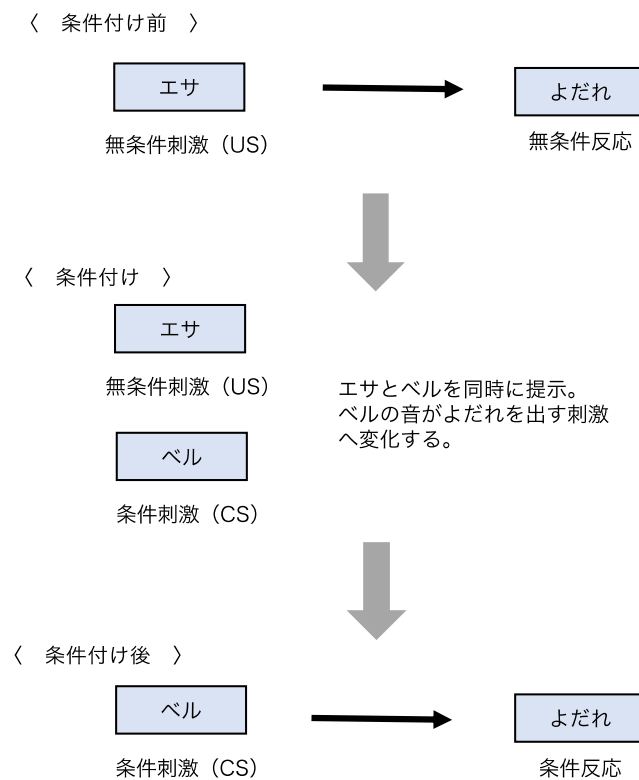 〈　条件付け前　〉
エサ
よだれ
無条件刺激（US）
無条件反応
〈　条件付け　〉
エサ
無条件刺激（US）
エサとベルを同時に提示。
ベルの音がよだれを出す刺激
へ変化する。
ベル
条件刺激（CS）
〈　条件付け後　〉
ベル
よだれ
条件刺激（CS）
条件反応